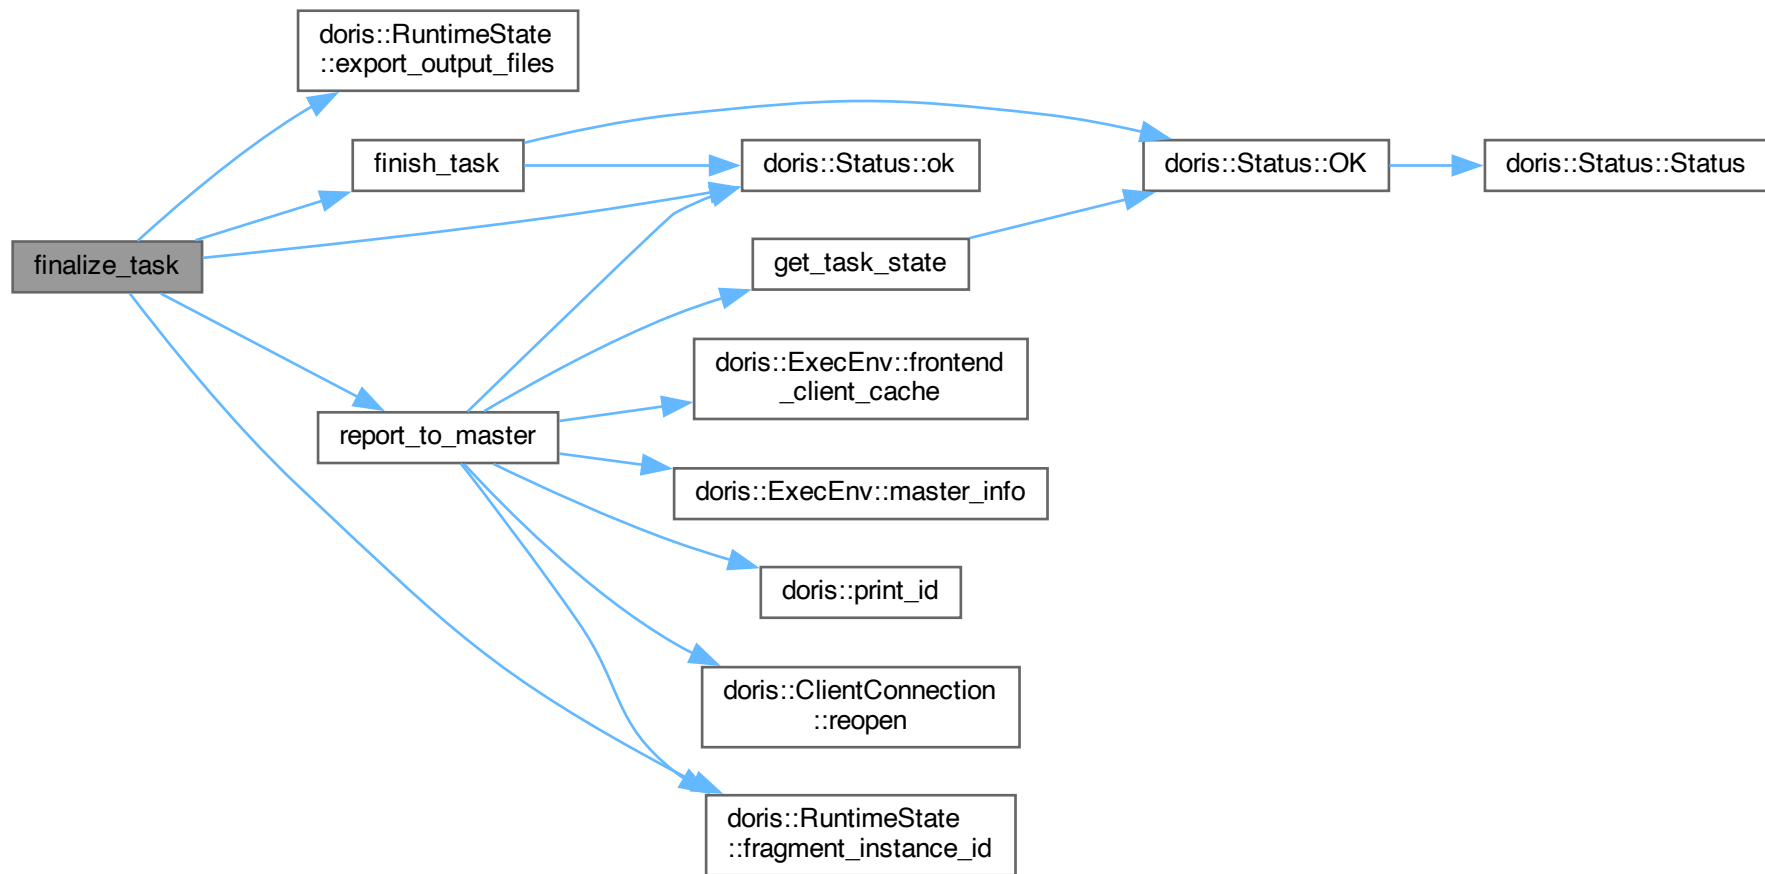 doris::RuntimeState
::export_output_files
finish_task
doris::Status::ok
doris::Status::OK
doris::Status::Status
finalize_task
get_task_state
doris::ExecEnv::frontend
_client_cache
report_to_master
doris::ExecEnv::master_info
doris::print_id
doris::ClientConnection
::reopen
doris::RuntimeState
::fragment_instance_id